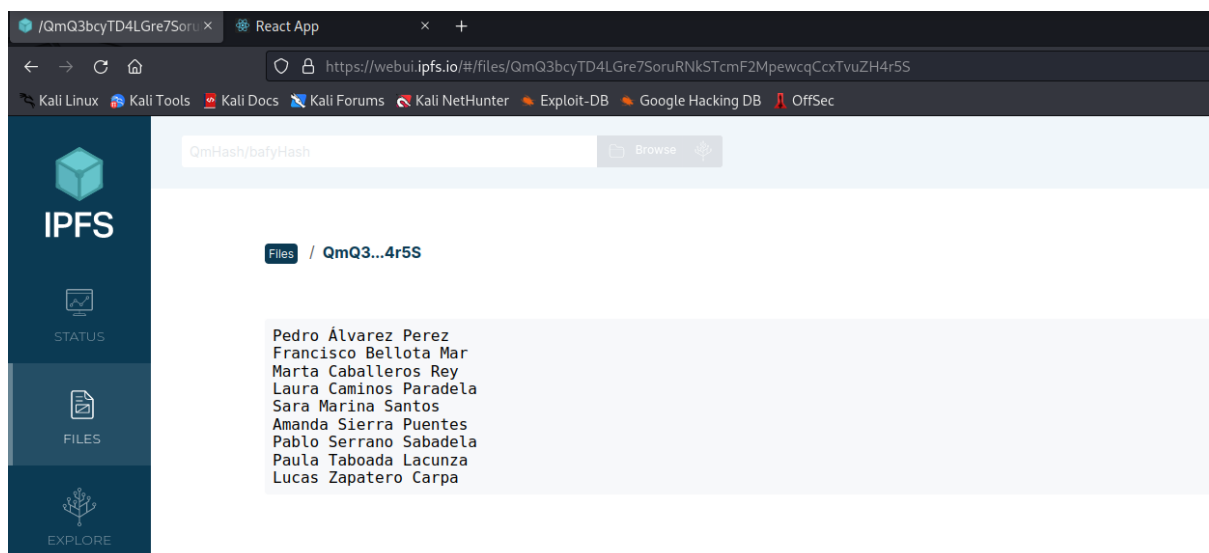 /QmQ3bcyTD4LGre7Soru × React App × +
https://webui.ipfs.io/#/files/QmQ3bcyTD4LGre7SoruRNkSTcmF2MpewcqCcxTvuZH4r5S
Kali Linux Kali Tools Kali Docs Kali Forums Kali NetHunter Exploit-DB Google Hacking DB OffSec
QmHash/bafyHash Browse
IPFS
Files / QmQ3...4r5S
STATUS
Pedro Álvarez Perez
Francisco Bellota Mar
Marta Caballeros Rey
Laura Caminos Paradela
Sara Marina Santos
Amanda Sierra Puentes
Pablo Serrano Sabadela
Paula Taboada Lacunza
Lucas Zapatero Carpa
FILES
EXPLORE